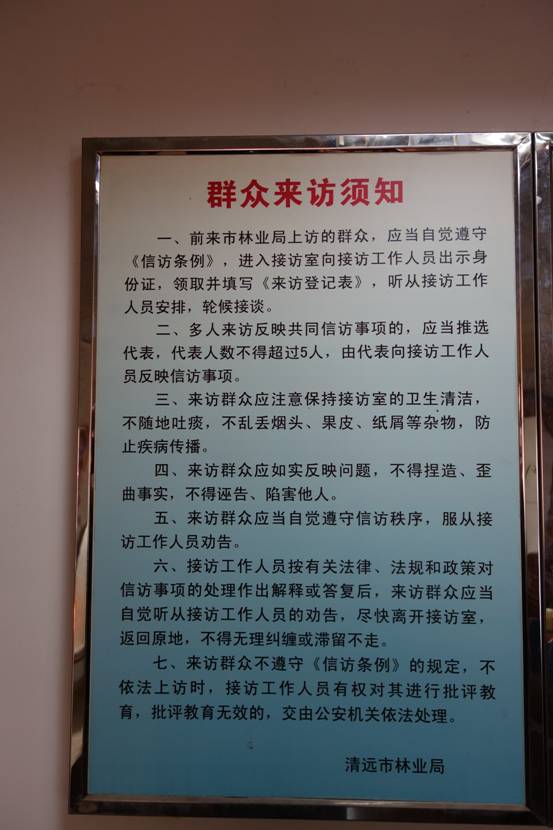 群众来访须知
一、前来市林业局上访的群众，应当自觉遵守
《信访条例》，进入接访室向接访工作人员出示身
份证，领取并填写《来访登记表》，听从接访工作
人员安排，轮候接谈。
二、多人来访反映共同信访事项的，应当推选
代表，代表人数不得超过5人，由代表向接访工作人
员反映信访事项。
三、来访群众应注意保持接访室的卫生清洁，
不随地吐痰，不乱丢烟头、果皮、纸屑等杂物，防
止疾病传播。
四、来访群众应如实反映问题，不得捏造、歪
曲事实，不得诬告、陷害他人。
五、来访群众应当自觉遵守信访秩序，服从接
访工作人员劝告。
六、接访工作人员按有关法律、法规和政策对
信访事项的处理作出解释或答复后，来访群众应当
自觉听从接访工作人员的劝告，尽快离开接访室，
返回原地，不得无理纠缠或滞留不走。
七、来访群众不遵守《信访条例》的规定，不
依法上访时，接访工作人员有权对其进行批评教
育，批评教育无效的，交由公安机关依法处理。
清远市林业局